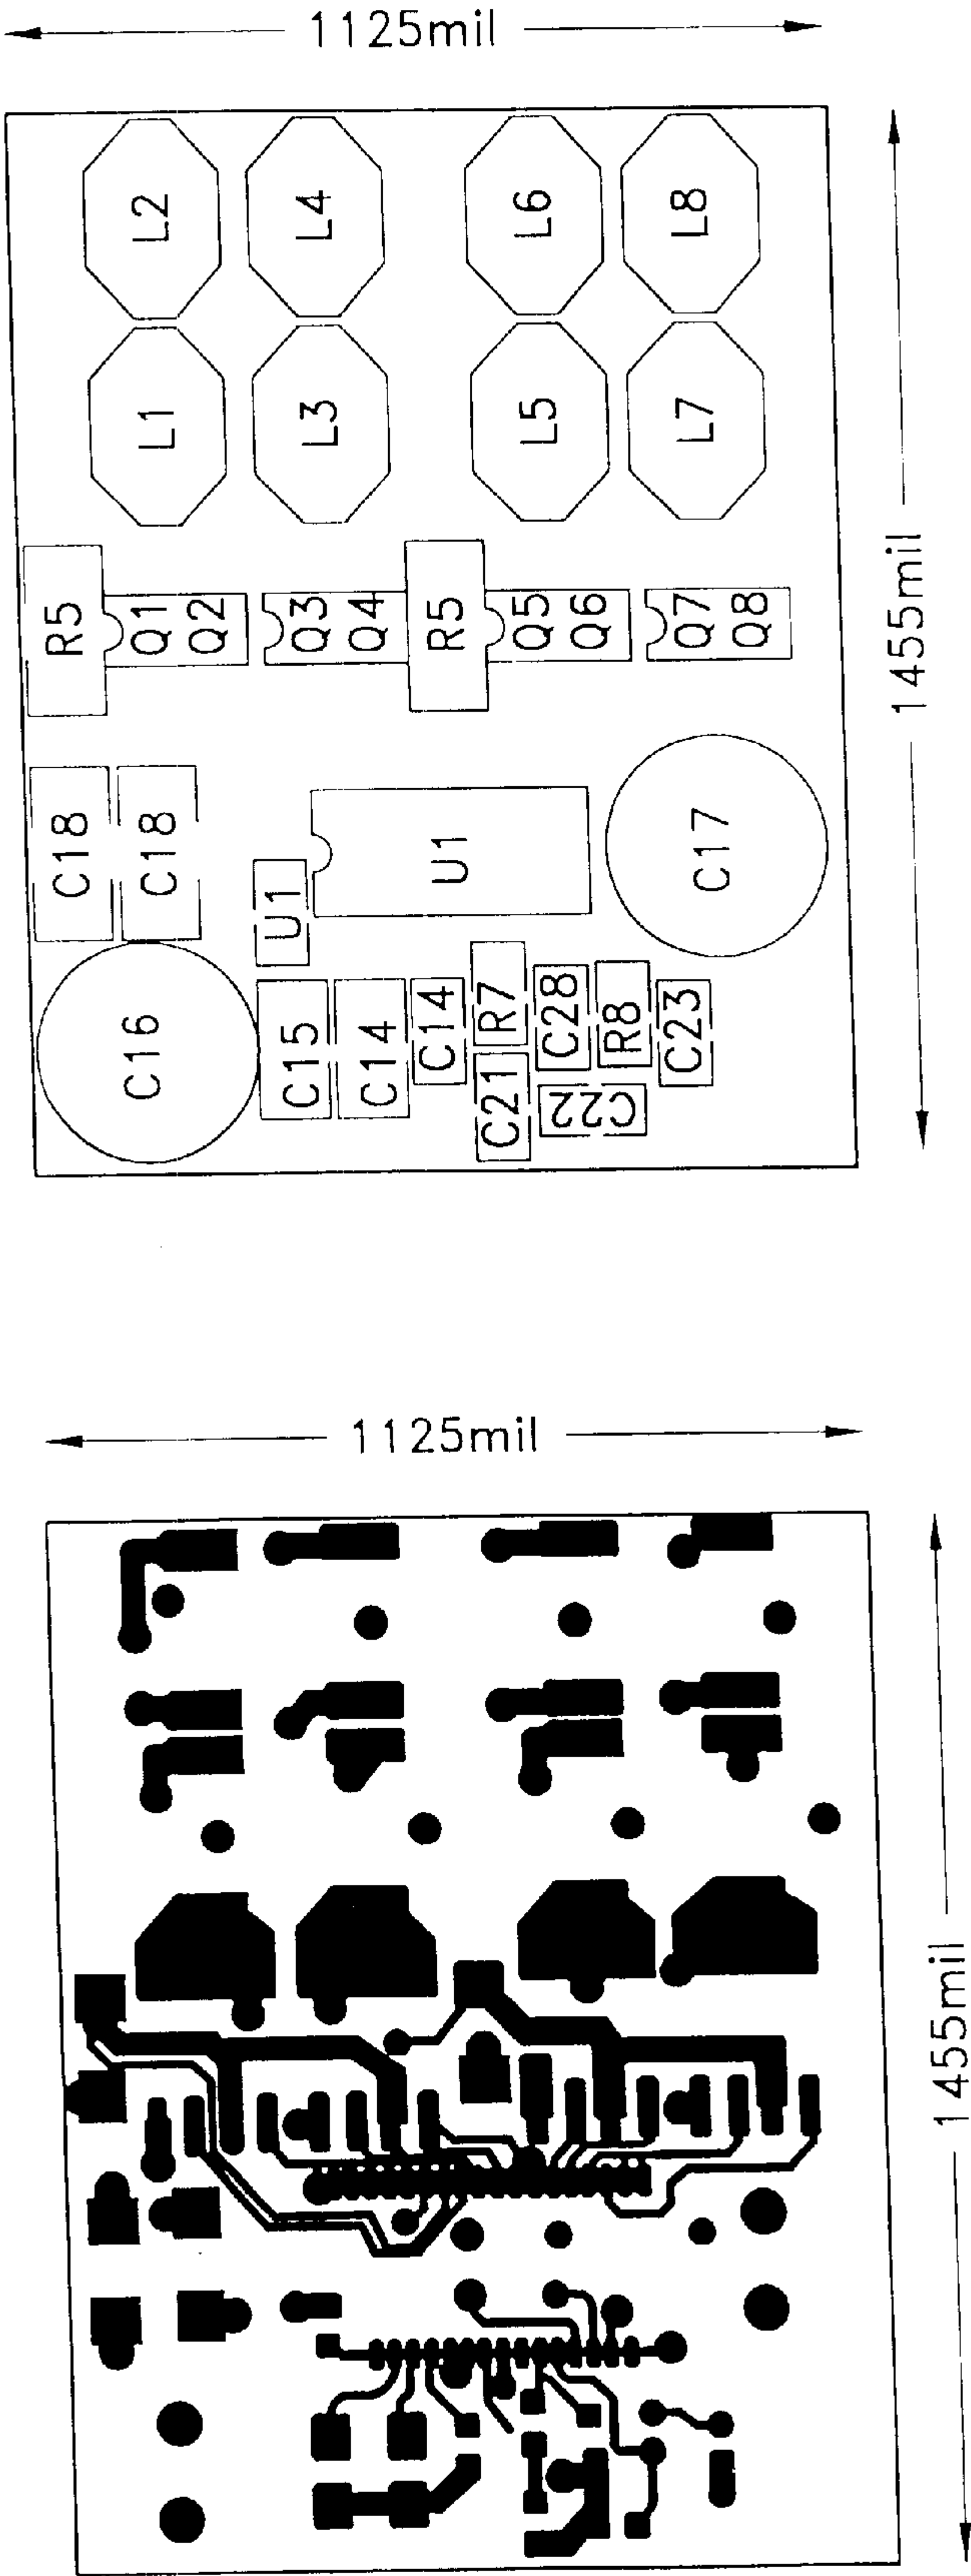 1125mil
L2
L4
L6
L8
L1
L3
L5
L7
1455mil
R5
Q1
Q2
Q3
Q4
R5
Q5
Q6
Q7
Q8
C18
C18
U1
U1
C17
C16
C15
C14
C14
R7
C28
R8
C23
C21
C22
1125mil
1455mil